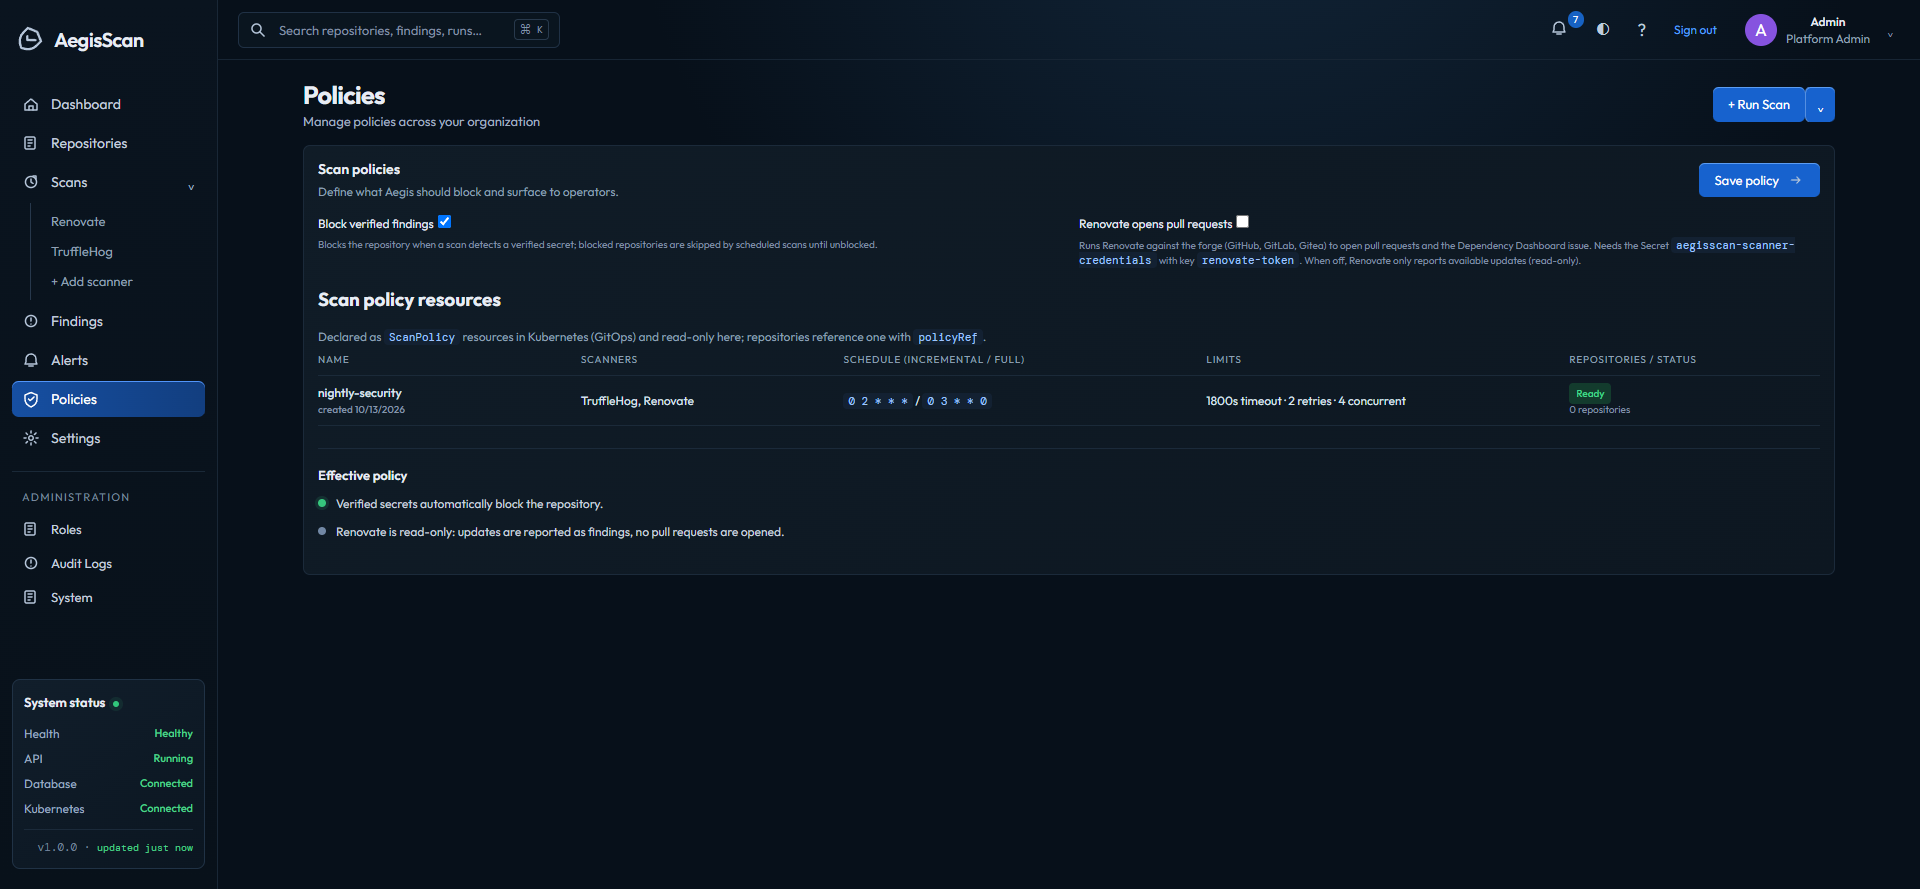 AegisScan
Search repositories, findings, runs...
⌘ K
7
?
Sign out
A
Admin
Platform Admin
Dashboard
Repositories
Scans
Renovate
TruffleHog
+ Add scanner
Findings
Alerts
Policies
Settings
ADMINISTRATION
Roles
Audit Logs
System
System status
Health Healthy
API Running
Database Connected
Kubernetes Connected
v1.0.0 · updated just now
Policies
Manage policies across your organization
+ Run Scan
Scan policies
Define what Aegis should block and surface to operators.
Save policy →
Block verified findings
Blocks the repository when a scan detects a verified secret; blocked repositories are skipped by scheduled scans until unblocked.
Renovate opens pull requests
Runs Renovate against the forge (GitHub, GitLab, Gitea) to open pull requests and the Dependency Dashboard issue. Needs the Secret aegisscan-scanner-
credentials with key renovate-token . When off, Renovate only reports available updates (read-only).
Scan policy resources
Declared as ScanPolicy resources in Kubernetes (GitOps) and read-only here; repositories reference one with policyRef .
NAME SCANNERS SCHEDULE (INCREMENTAL / FULL) LIMITS REPOSITORIES / STATUS
nightly-security
created 10/13/2026
TruffleHog, Renovate
0 2 * * * / 0 3 * * 0
1800s timeout · 2 retries · 4 concurrent
Ready
0 repositories
Effective policy
Verified secrets automatically block the repository.
Renovate is read-only: updates are reported as findings, no pull requests are opened.